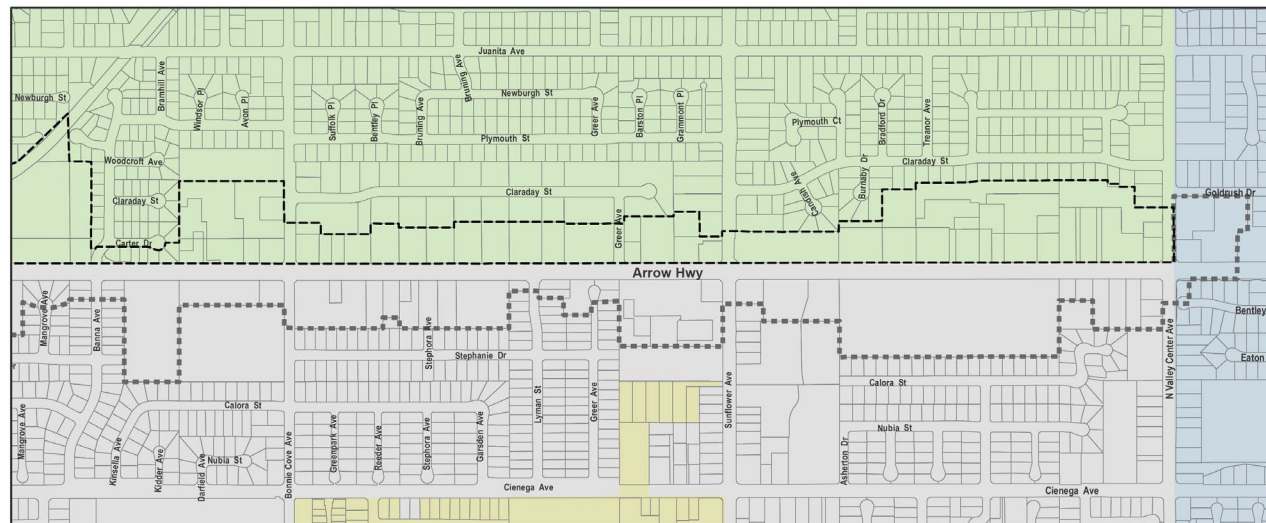 Juanita Ave
Newburgh St
Bramhill Ave
Windsor Pl
Avon Pl
Suffolk Pl
Bentley Pl
Bruning Ave
Bruning Ave
Newburgh St
Greer Ave
Barston Pl
Grammont Pl
Plymouth St
Plymouth Ct
Bradford Dr
Treanor Ave
Woodcroft Ave
Claraday St
Claraday St
Claraday St
Candish Ave
Burnaby Dr
Goldrush Dr
Carter Dr
Greer Ave
Arrow Hwy
Mangrove Ave
Banna Ave
Stephora Ave
Stephanie Dr
Bentley
Eaton
N Valley Center Ave
Calora St
Calora St
Lyman St
Greer Ave
Sunflower Ave
Mangrove Ave
Kinsella Ave
Kidder Ave
Darfield Ave
Nubia St
Bonnie Cove Ave
Greenpark Ave
Reeder Ave
Stephora Ave
Garsden Ave
Nubia St
Asherton Dr
Cienega Ave
Cienega Ave